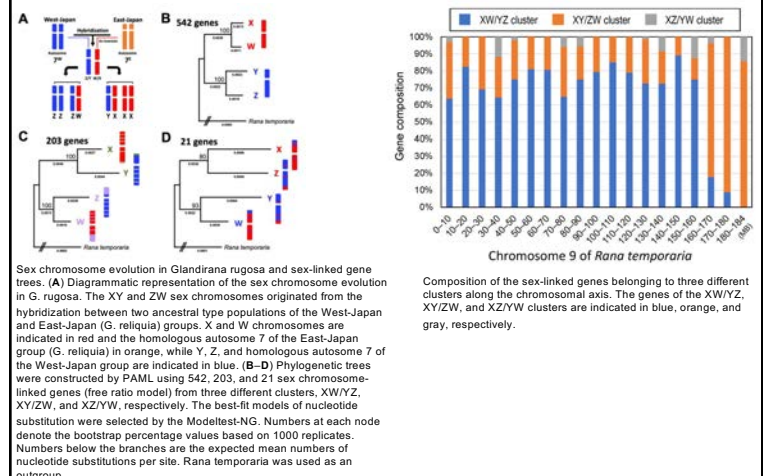 A
West-Japan
East-Japan
Hybridization
Autosome
7ᵂ
Autosome
7ᴱ
Z Z
Z W
Y X
X X
B
542 genes
100
X
W
100
Y
Z
Rana temporaria
C
203 genes
100
X
Y
100
Z
W
Rana temporaria
D
21 genes
X
Z
Y
W
Rana temporaria
Sex chromosome evolution in Glandirana rugosa and sex-linked gene
trees. (A) Diagrammatic representation of the sex chromosome evolution
in G. rugosa. The XY and ZW sex chromosomes originated from the
hybridization between two ancestral type populations of the West-Japan
and East-Japan (G. reliquia) groups. X and W chromosomes are
indicated in red and the homologous autosome 7 of the East-Japan
group (G. reliquia) in orange, while Y, Z, and homologous autosome 7 of
the West-Japan group are indicated in blue. (B–D) Phylogenetic trees
were constructed by PAML using 542, 203, and 21 sex chromosome-
linked genes (free ratio model) from three different clusters, XW/YZ,
XY/ZW, and XZ/YW, respectively. The best-fit models of nucleotide
substitution were selected by the Modeltest-NG. Numbers at each node
denote the bootstrap percentage values based on 1000 replicates.
Numbers below the branches are the expected mean numbers of
nucleotide substitutions per site. Rana temporaria was used as an
outgroup.
XW/YZ cluster
XY/ZW cluster
XZ/YW cluster
Gene composition
100%
90%
80%
70%
60%
50%
40%
30%
20%
10%
0%
0–10
10–20
20–30
30–40
40–50
50–60
60–70
70–80
80–90
90–100
100–110
110–120
120–130
130–140
140–150
150–160
160–170
170–180
180–184
(MB)
Chromosome 9 of Rana temporaria
Composition of the sex-linked genes belonging to three different
clusters along the chromosomal axis. The genes of the XW/YZ,
XY/ZW, and XZ/YW clusters are indicated in blue, orange, and
gray, respectively.